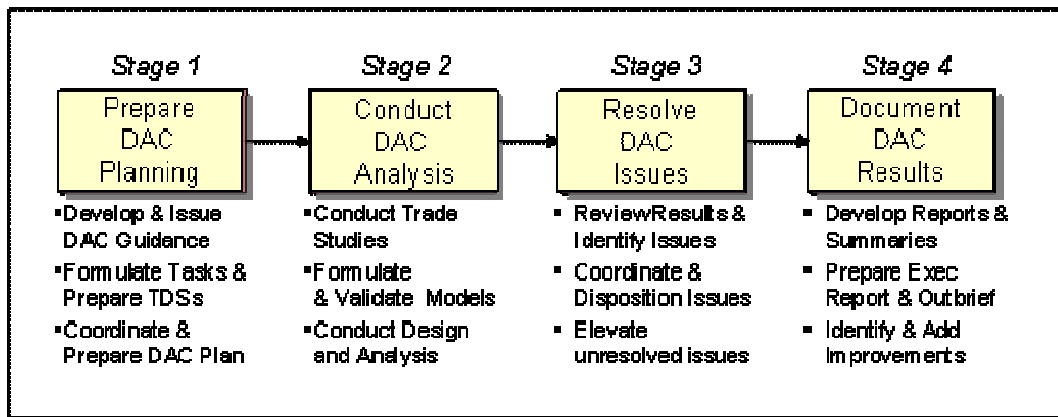 Stage 1
Prepare
DAC
Planning
▪Develop & Issue
DAC Guidance
▪Formulate Tasks &
Prepare TDSs
▪Coordinate &
Prepare DAC Plan
Stage 2
Conduct
DAC
Analysis
▪Conduct Trade
Studies
▪Formulate
& Validate Models
▪Conduct Design
and Analysis
Stage 3
Resolve
DAC
Issues
▪ Review Results &
Identify Issues
▪ Coordinate &
Disposition Issues
▪ Elevate
unresolved issues
Stage 4
Document
DAC
Results
▪ Develop Reports &
Summaries
▪ Prepare Exec
Report & Outbrief
▪ Identify & Add
Improvements